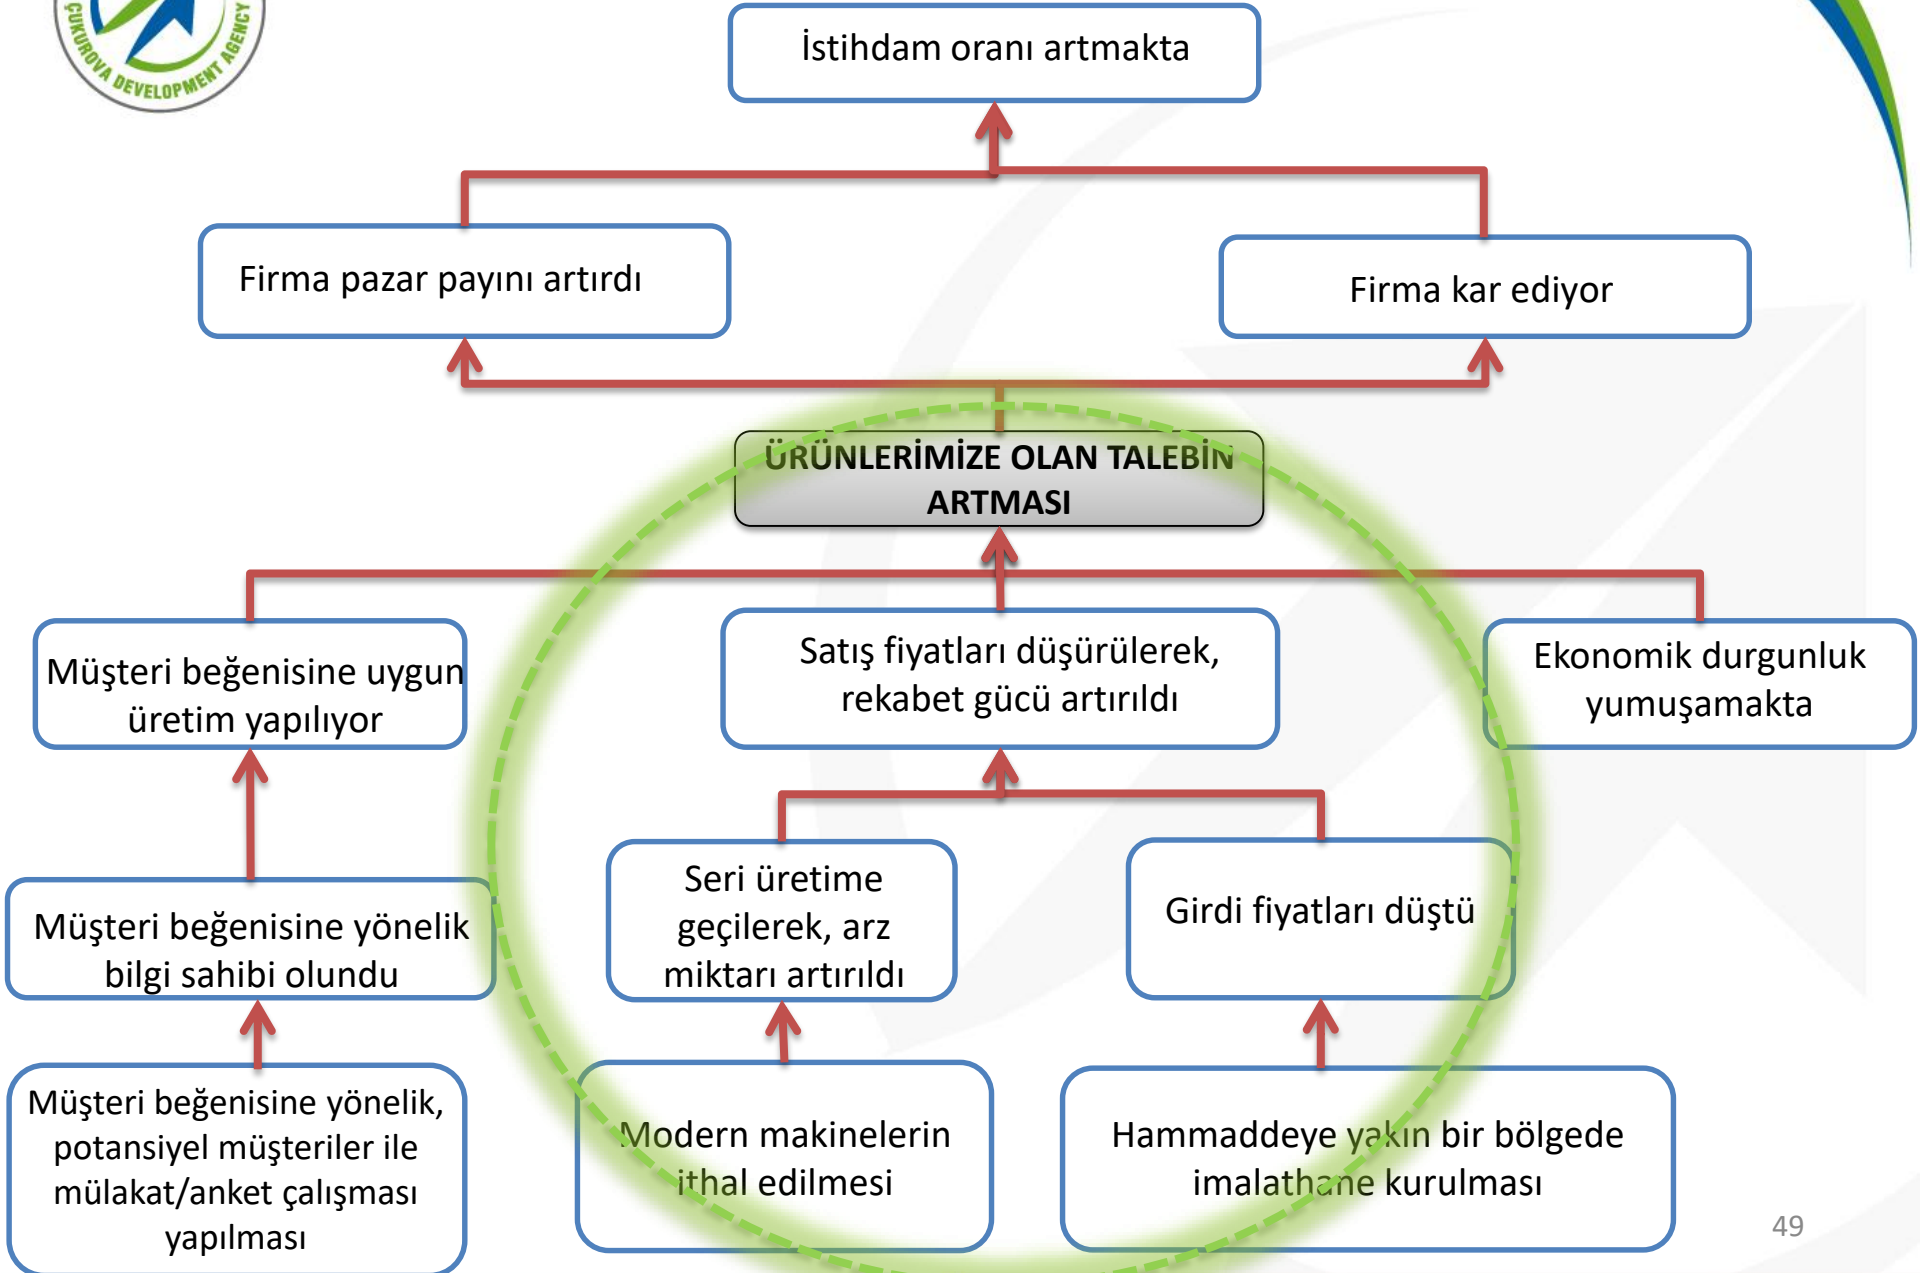 ÇUKUROVA DEVELOPMENT AGENCY
İstihdam oranı artmakta
Firma pazar payını artırdı
Firma kar ediyor
ÜRÜNLERİMİZE OLAN TALEBİN
ARTMASI
Müşteri beğenisine uygun
üretim yapılıyor
Satış fiyatları düşürülerek,
rekabet gücü artırıldı
Ekonomik durgunluk
yumuşamakta
Müşteri beğenisine yönelik
bilgi sahibi olundu
Seri üretime
geçilerek, arz
miktarı artırıldı
Girdi fiyatları düştü
Müşteri beğenisine yönelik,
potansiyel müşteriler ile
mülakat/anket çalışması
yapılması
Modern makinelerin
ithal edilmesi
Hammaddeye yakın bir bölgede
imalathane kurulması
49